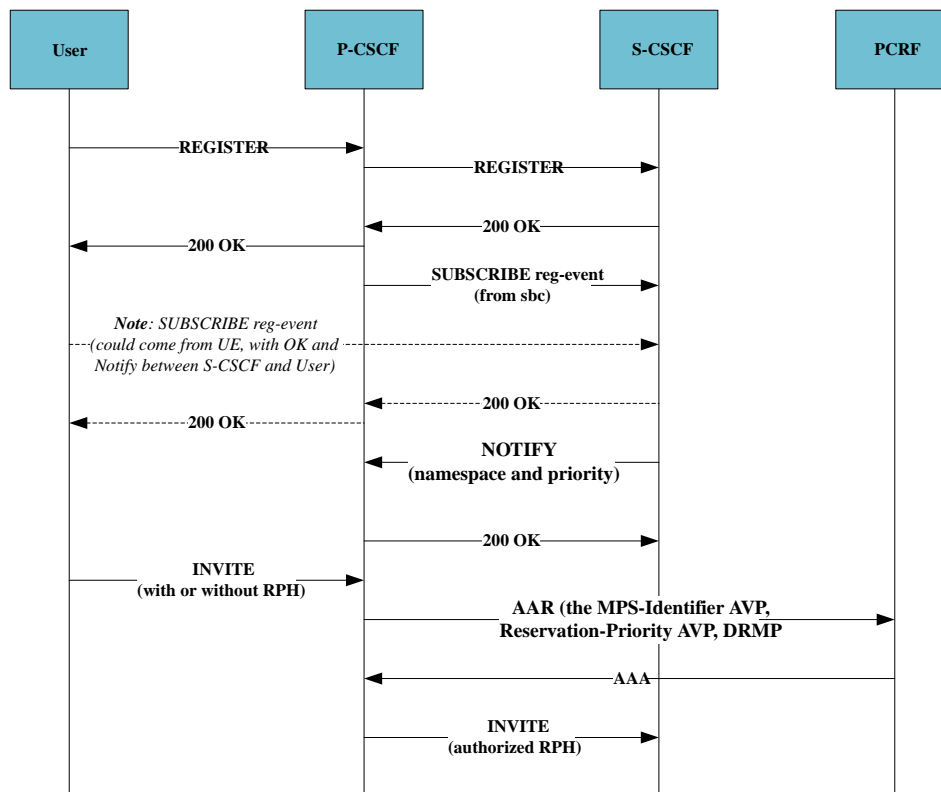 User
P-CSCF
S-CSCF
PCRF
REGISTER
REGISTER
200 OK
200 OK
SUBSCRIBE reg-event
(from sbc)
Note: SUBSCRIBE reg-event
(could come from UE, with OK and
Notify between S-CSCF and User)
200 OK
200 OK
NOTIFY
(namespace and priority)
200 OK
INVITE
(with or without RPH)
AAR (the MPS-Identifier AVP,
Reservation-Priority AVP, DRMP
AAA
INVITE
(authorized RPH)